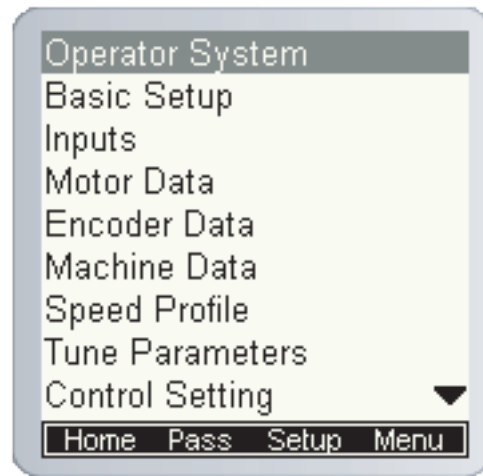 Operator System
Basic Setup
Inputs
Motor Data
Encoder Data
Machine Data
Speed Profile
Tune Parameters
Control Setting
Home Pass Setup Menu